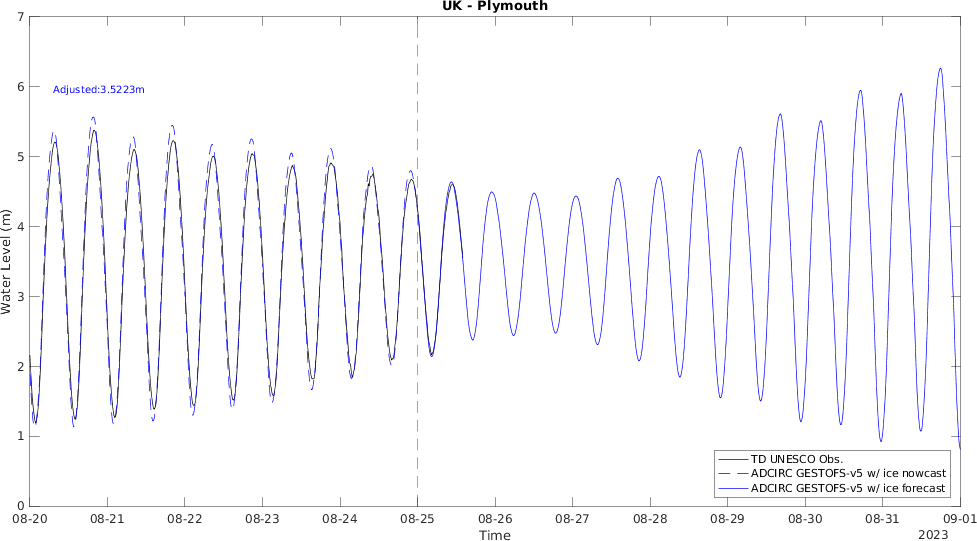 UK - Plymouth
Water Level (m)
7
6
5
4
3
2
1
0
Adjusted:3.5223m
TD UNESCO Obs.
ADCIRC GESTOFS-v5 w/ ice nowcast
ADCIRC GESTOFS-v5 w/ ice forecast
08-20 08-21 08-22 08-23 08-24 08-25 08-26 08-27 08-28 08-29 08-30 08-31 09-01
Time
2023